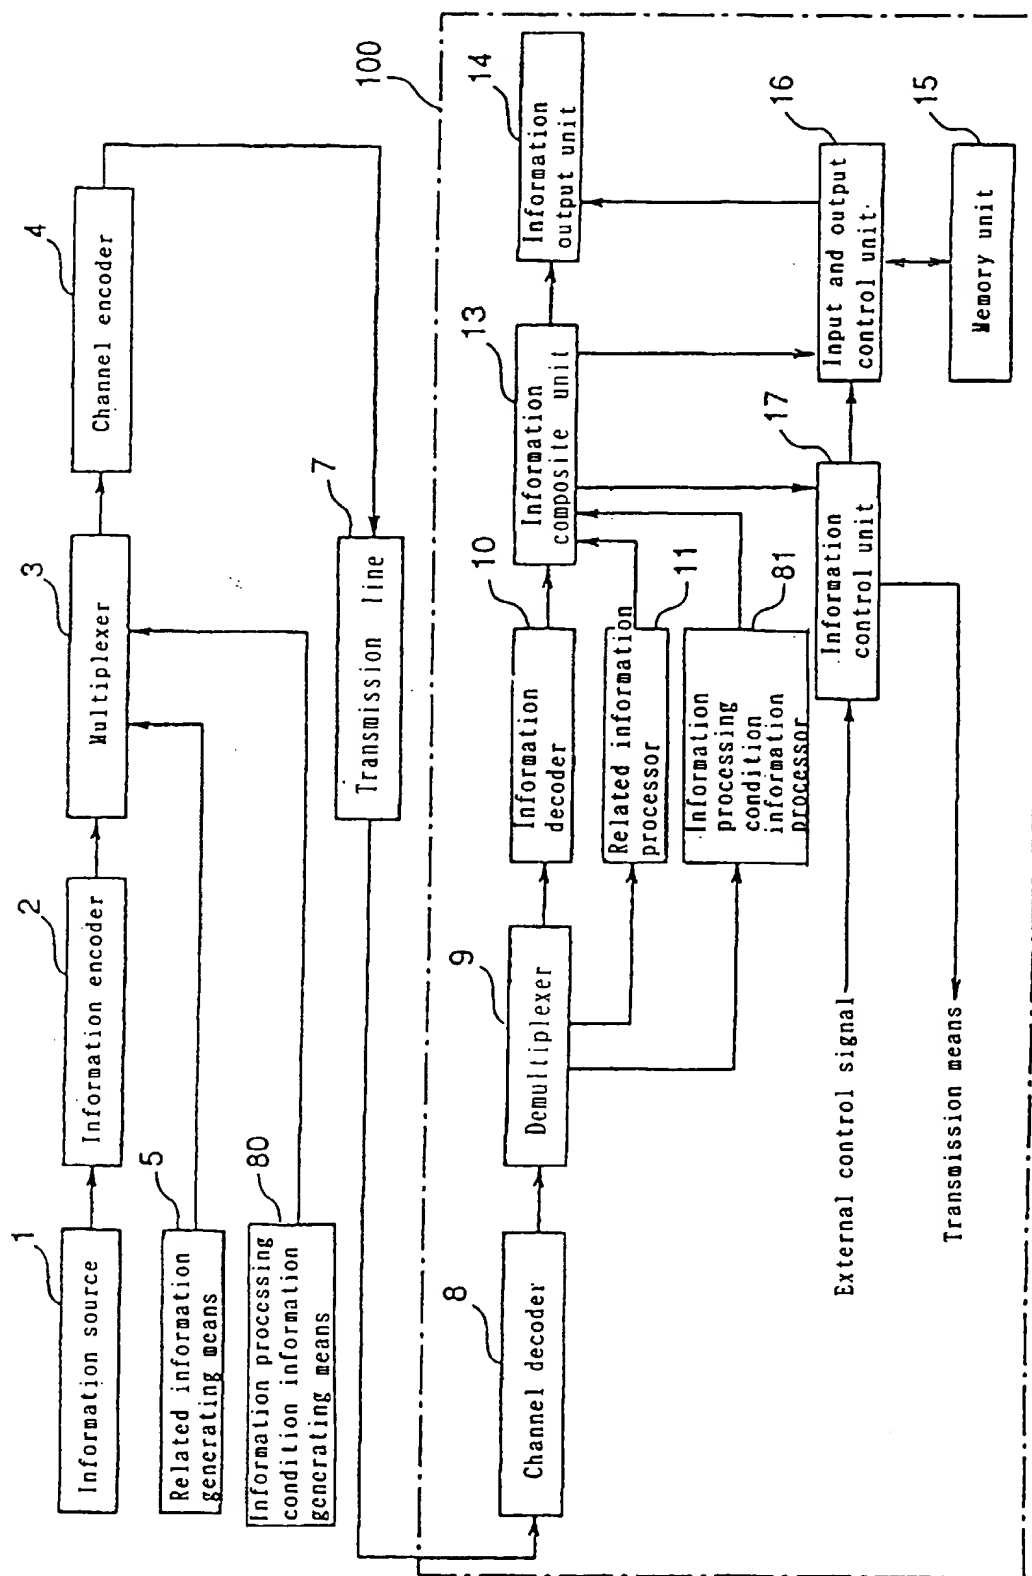 1
Information source
2
Information encoder
3
Multiplexer
4
Channel encoder
5
Related information
generating means
80
Information processing
condition information
generating means
7
Transmission line
100
8
Channel decoder
9
Demultiplexer
10
Information
decoder
11
Related information
processor
81
Information
processing
condition
information
processor
13
Information
composite unit
14
Information
output unit
16
Input and output
control unit
15
Memory unit
17
Information
control unit
External control signal
Transmission means